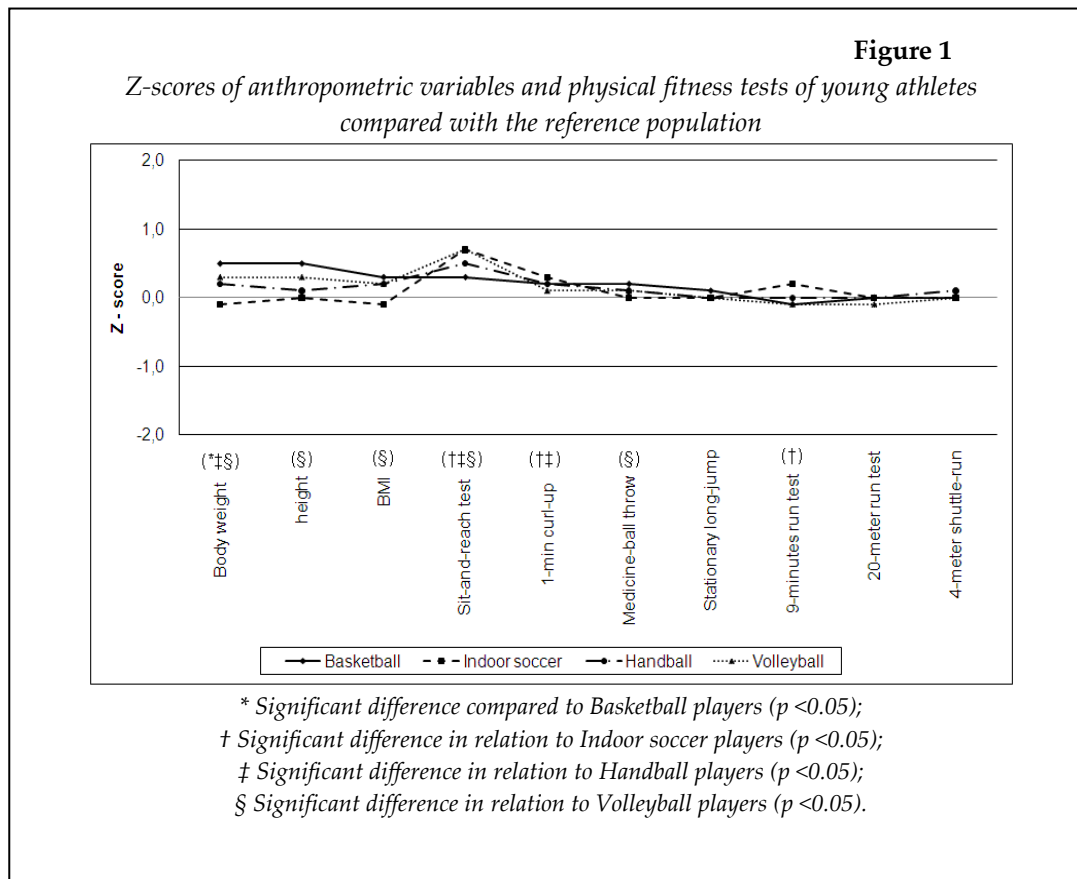 Figure 1
Z-scores of anthropometric variables and physical fitness tests of young athletes
compared with the reference population
2,0
1,0
0,0
-1,0
-2,0
Z - score
(*‡§)
(§)
(§)
(†‡§)
(†‡)
(§)
(†)
Body weight
height
BMI
Sit-and-reach test
1-min curl-up
Medicine-ball throw
Stationary long-jump
9-minutes run test
20-meter run test
4-meter shuttle-run
Basketball Indoor soccer Handball Volleyball
* Significant difference compared to Basketball players (p <0.05);
† Significant difference in relation to Indoor soccer players (p <0.05);
‡ Significant difference in relation to Handball players (p <0.05);
§ Significant difference in relation to Volleyball players (p <0.05).